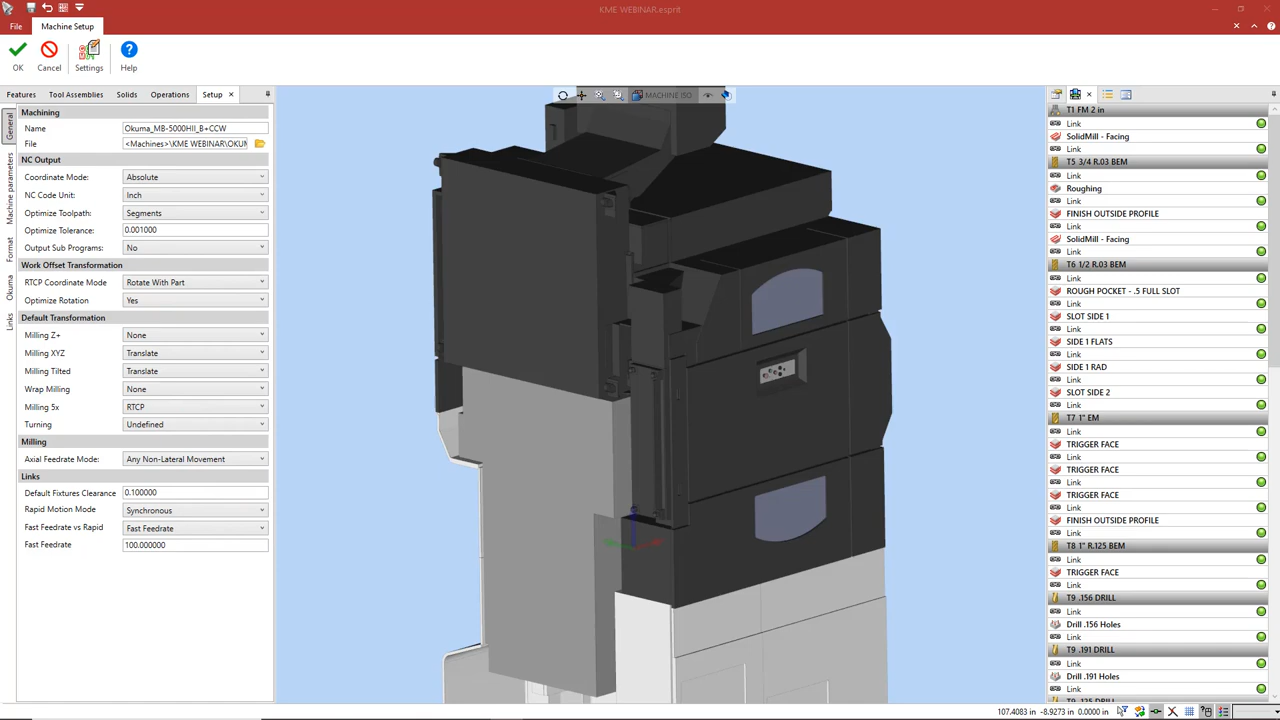 KME WEBINAR.esprit
File
Machine Setup
OK
Cancel
Settings
Help
Features
Tool Assemblies
Solids
Operations
Setup
MACHINE ISO
General
Machine parameters
Format
Okuma
Links
Machining
Name
Okuma_MB-5000HII_B+CCW
File
<Machines>\KME WEBINAR\OKUM
NC Output
Coordinate Mode:
Absolute
NC Code Unit:
Inch
Optimize Toolpath:
Segments
Optimize Tolerance:
0.001000
Output Sub Programs:
No
Work Offset Transformation
RTCP Coordinate Mode
Rotate With Part
Optimize Rotation
Yes
Default Transformation
Milling Z+
None
Milling XYZ
Translate
Milling Tilted
Translate
Wrap Milling
None
Milling 5x
RTCP
Turning
Undefined
Milling
Axial Feedrate Mode:
Any Non-Lateral Movement
Links
Default Fixtures Clearance
0.100000
Rapid Motion Mode
Synchronous
Fast Feedrate vs Rapid
Fast Feedrate
Fast Feedrate
100.000000
T1 FM 2 in
Link
SolidMill - Facing
Link
T5 3/4 R.03 BEM
Link
Roughing
Link
FINISH OUTSIDE PROFILE
Link
SolidMill - Facing
Link
T6 1/2 R.03 BEM
Link
ROUGH POCKET - .5 FULL SLOT
Link
SLOT SIDE 1
Link
SIDE 1 FLATS
Link
SIDE 1 RAD
Link
SLOT SIDE 2
Link
T7 1" EM
Link
TRIGGER FACE
Link
TRIGGER FACE
Link
TRIGGER FACE
Link
FINISH OUTSIDE PROFILE
Link
T8 1" R.125 BEM
Link
TRIGGER FACE
Link
T9 .156 DRILL
Link
Drill .156 Holes
Link
T9 .191 DRILL
Link
Drill .191 Holes
Link
107.4083 in -8.9273 in 0.0000 in